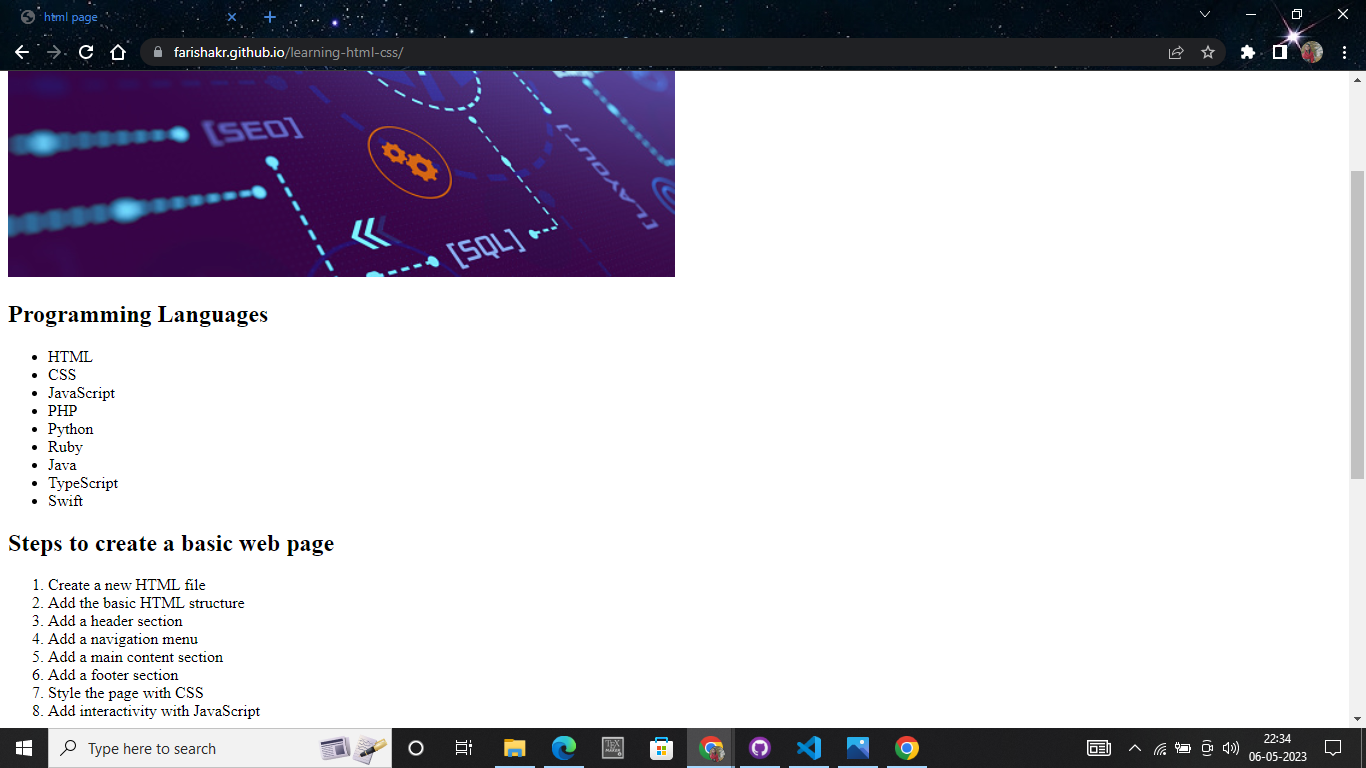 html page
farishakr.github.io/learning-html-css/
[SEO]
[LAYOUT]
[SQL]
Programming Languages
• HTML
• CSS
• JavaScript
• PHP
• Python
• Ruby
• Java
• TypeScript
• Swift
Steps to create a basic web page
1. Create a new HTML file
2. Add the basic HTML structure
3. Add a header section
4. Add a navigation menu
5. Add a main content section
6. Add a footer section
7. Style the page with CSS
8. Add interactivity with JavaScript
Type here to search
22:34
06-05-2023